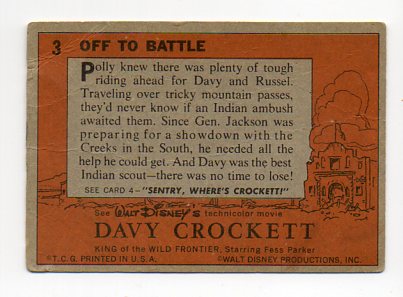 3 OFF TO BATTLE
Polly knew there was plenty of tough
riding ahead for Davy and Russel.
Traveling over tricky mountain passes,
they'd never know if an Indian ambush
awaited them. Since Gen. Jackson was
preparing for a showdown with the
Creeks in the South, he needed all the
help he could get. And Davy was the best
Indian scout—there was no time to lose!
SEE CARD 4—"SENTRY, WHERE'S CROCKETT!"
See Walt Disney's technicolor movie
DAVY CROCKETT
KING of the WILD FRONTIER, Starring Fess Parker
©T.C.G. PRINTED IN U.S.A. ©WALT DISNEY PRODUCTIONS, INC.